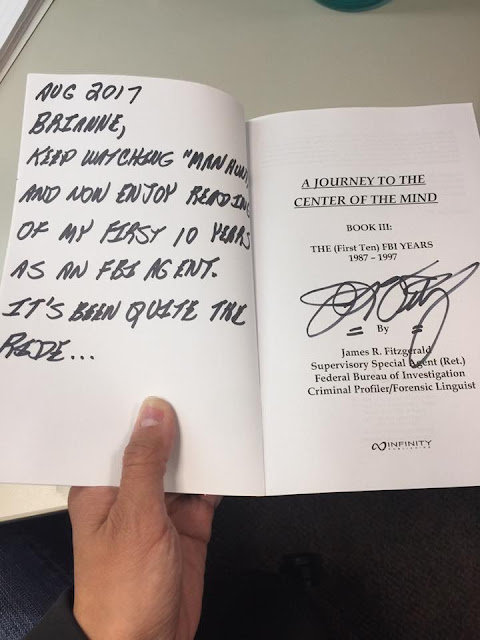 AUG 2017
BRIANNE,
KEEP WATCHING "MANHUNT,
AND NOW ENJOY READING
OF MY FIRST 10 YEARS
AS AN FBI AGENT.
IT'S BEEN QUITE THE
RIDE...
A JOURNEY TO THE
CENTER OF THE MIND
BOOK III:
THE (First Ten) FBI YEARS
1987 – 1997
By
James R. Fitzgerald
Supervisory Special Agent (Ret.)
Federal Bureau of Investigation
Criminal Profiler/Forensic Linguist
INFINITY
PUBLISHING